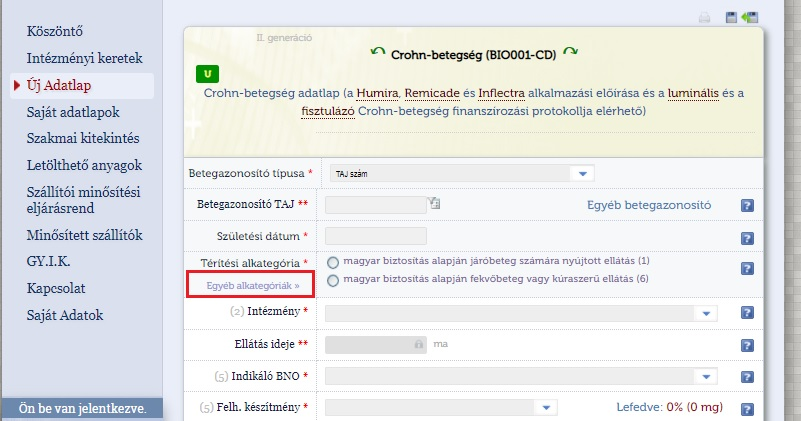 Köszöntő
Intézményi keretek
Új Adatlap
Saját adatlapok
Szakmai kitekintés
Letölthető anyagok
Szállítói minősítési
eljárásrend
Minősített szállítók
GY.I.K.
Kapcsolat
Saját Adatok
Ön be van jelentkezve.
II. generáció
Crohn-betegség (BIO001-CD)
U
Crohn-betegség adatlap (a Humira, Remicade és Inflectra alkalmazási előírása és a luminális és a
fisztulázó Crohn-betegség finanszírozási protokollja elérhető)
Betegazonosító típusa * TAJ szám
Betegazonosító TAJ ** Egyéb betegazonosító ?
Születési dátum * ?
Térítési alkategória * magyar biztosítás alapján járóbeteg számára nyújtott ellátás (1) ?
Egyéb alkategóriák » magyar biztosítás alapján fekvőbeteg vagy kúraszerű ellátás (6)
(2) Intézmény * ?
Ellátás ideje ** ma ?
(5) Indikáló BNO * ?
(5) Felh. készítmény * Lefedve: 0% (0 mg) ?